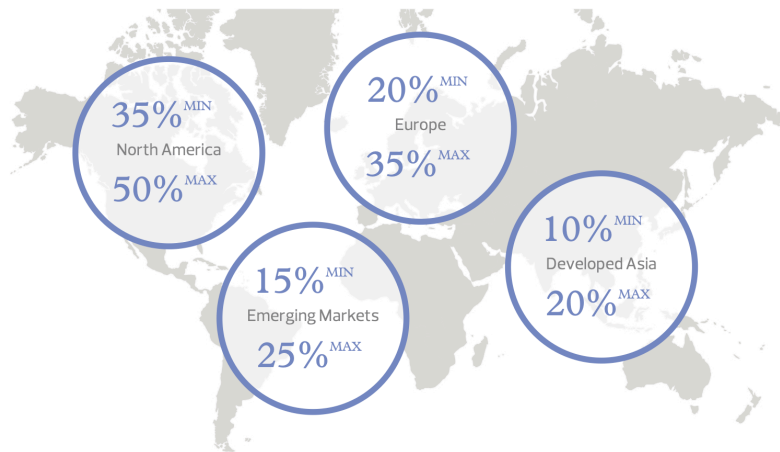 35% MIN
North America
50% MAX
20% MIN
Europe
35% MAX
15% MIN
Emerging Markets
25% MAX
10% MIN
Developed Asia
20% MAX